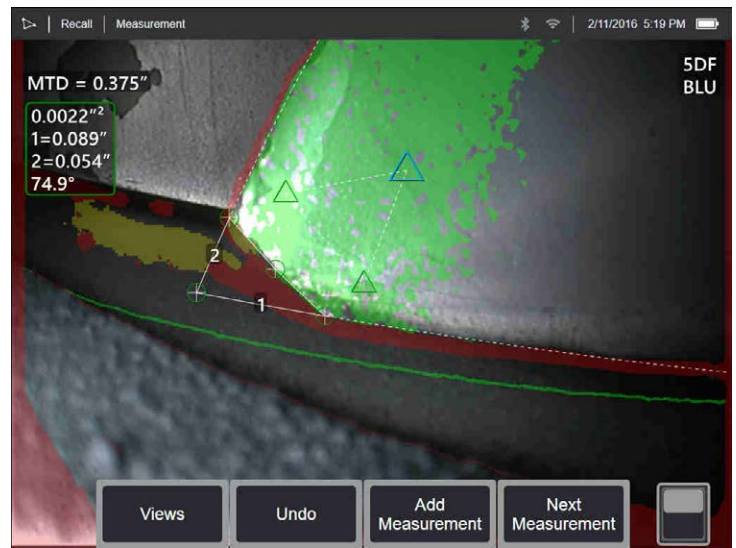 Recall
Measurement
2/11/2016 5:19 PM
MTD = 0.375"
5DF
BLU
0.0022"²
1=0.089"
2=0.054"
74.9°
2
1
Views
Undo
Add
Measurement
Next
Measurement